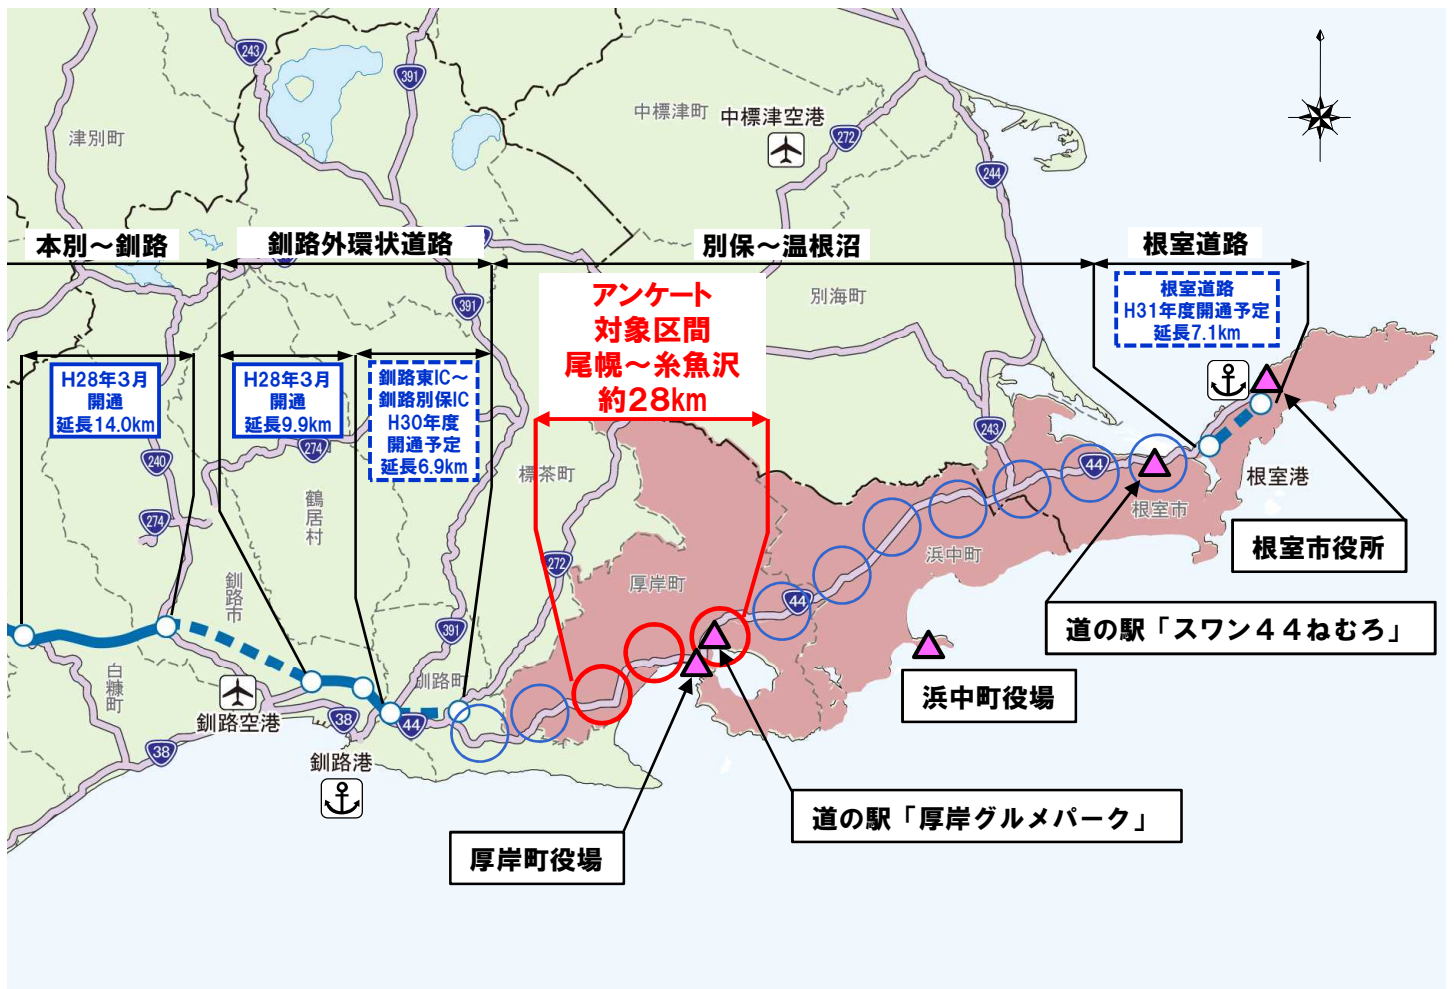 243
391
中標津町
中標津空港
津別町
272
244
本別～釧路
釧路外環状道路
別保～温根沼
根室道路
根室道路
H31年度開通予定
延長7.1km
アンケート
対象区間
尾幌～糸魚沢
約28km
別海町
391
H28年3月
開通
延長14.0km
H28年3月
開通
延長9.9km
釧路東IC～
釧路別保IC
H30年度
開通予定
延長6.9km
240
274
274
鶴居村
標茶町
243
44
根室港
根室市
根室市役所
浜中町
272
厚岸町
釧路市
44
391
道の駅「スワン４４ねむろ」
白糠町
釧路町
浜中町役場
釧路空港
38
44
38
釧路港
道の駅「厚岸グルメパーク」
厚岸町役場